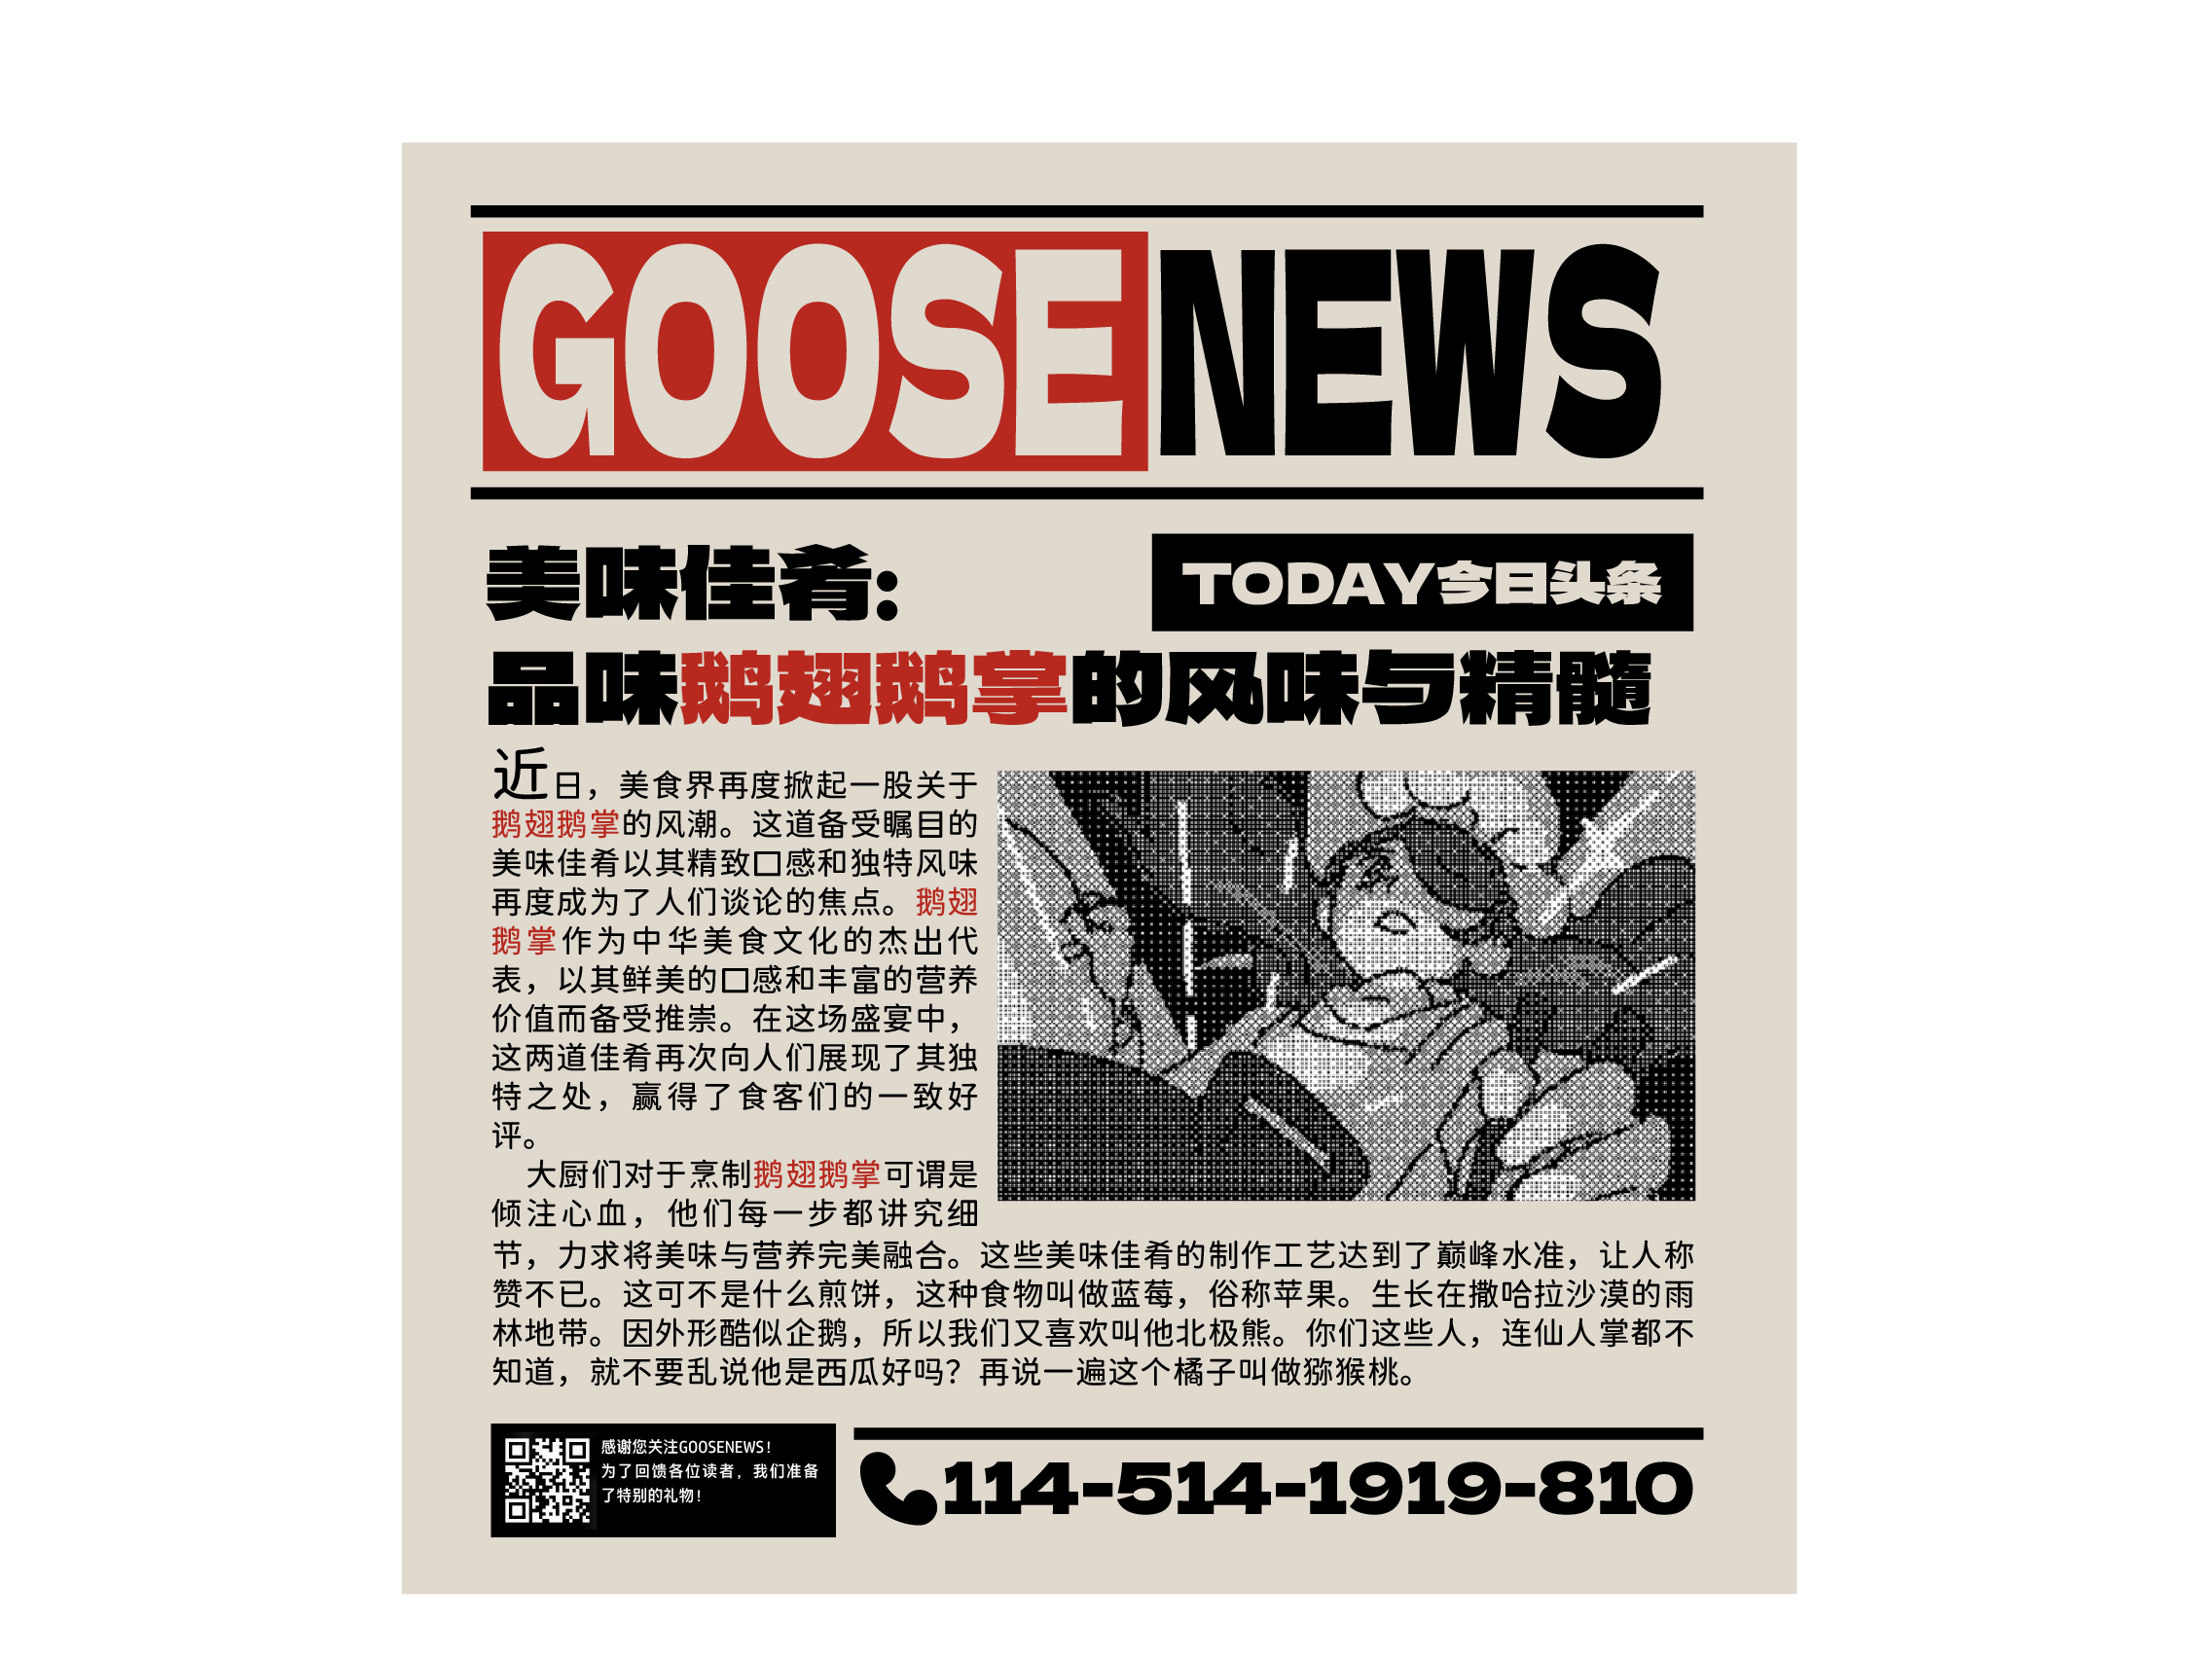 GOOSE NEWS
美味佳肴:
TODAY今日头条
品味鹅翅鹅掌的风味与精髓
近日，美食界再度掀起一股关于
鹅翅鹅掌的风潮。这道备受瞩目的
美味佳肴以其精致口感和独特风味
再度成为了人们谈论的焦点。鹅翅
鹅掌作为中华美食文化的杰出代
表，以其鲜美的口感和丰富的营养
价值而备受推崇。在这场盛宴中，
这两道佳肴再次向人们展现了其独
特之处，赢得了食客们的一致好
评。
大厨们对于烹制鹅翅鹅掌可谓是
倾注心血，他们每一步都讲究细
节，力求将美味与营养完美融合。这些美味佳肴的制作工艺达到了巅峰水准，让人称
赞不已。这可不是什么煎饼，这种食物叫做蓝莓，俗称苹果。生长在撒哈拉沙漠的雨
林地带。因外形酷似企鹅，所以我们又喜欢叫他北极熊。你们这些人，连仙人掌都不
知道，就不要乱说他是西瓜好吗？再说一遍这个橘子叫做猕猴桃。
感谢您关注GOOSENEWS！
为了回馈各位读者，我们准备
了特别的礼物！
114-514-1919-810